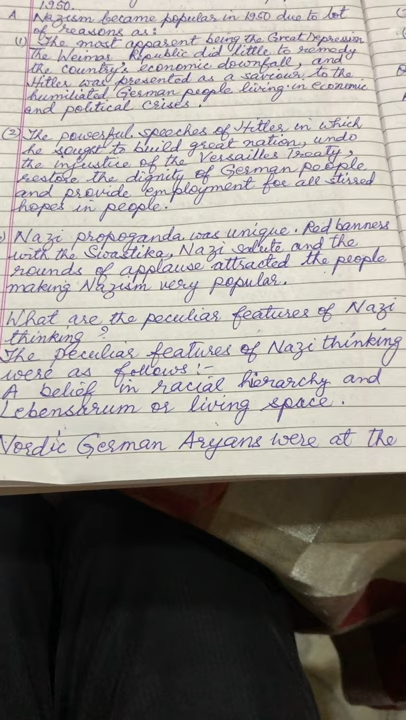 1950.
A Nazism became popular in 1950 due to lot
of reasons as:
(1) The most apparent being the Great Depression
The Weimar Republic did little to remedy
the country's economic downfall, and
Hitler was presented as a saviour to the
humiliated German people living in economic
and political crises.
(2) The powerful speeches of Hitler in which
he sought to build great nation, undo
the injustice of the Versailles Treaty,
restore the dignity of German people
and provide employment for all stirred
hopes in people.
Nazi propoganda was unique. Red banners
with the Swastika, Nazi salute and the
rounds of applause attracted the people
making Nazism very popular.
What are the peculiar features of Nazi
thinking?
The peculiar features of Nazi thinking
were as follows:-
A belief in racial hierarchy and
Lebensarum or living space.
Nordic German Aryans were at the